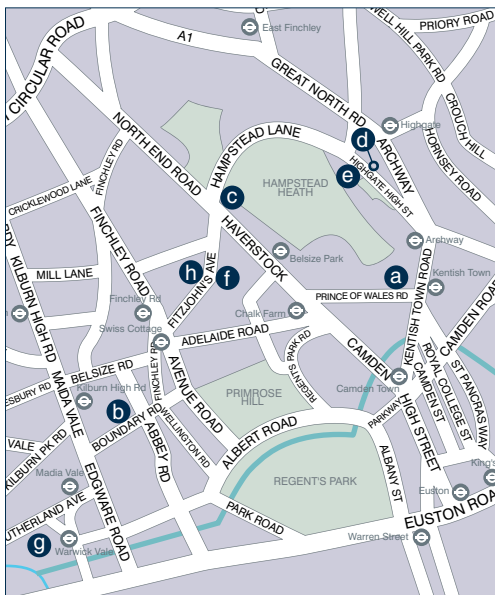 East Finchley
PRIORY ROAD
A1
CIRCULAR ROAD
GREAT NORTH RD
CROUCH HILL
Highgate
HORNSEY ROAD
ARCHWAY
d
HAMPSTEAD LANE
NORTH END ROAD
FINCHLEY RD
CRICKLEWOOD LANE
HAMPSTEAD
HEATH
e
HIGHGATE HIGH ST
c
FINCHLEY ROAD
HAVERSTOCK
Archway
Belsize Park
a
Kentish Town
MILL LANE
h
f
FITZJOHNS AVE
PRINCE OF WALES RD
KENTISH TOWN ROAD
CAMDEN ROAD
KILBURN HIGH RD
Finchley Rd
Swiss Cottage
Chalk Farm
ADELAIDE ROAD
REGENT'S PARK RD
CAMDEN
ROYAL COLLEGE ST
CAMDEN ST
ST PANCRAS WAY
BELSIZE RD
ESBURY RD
Kilburn High Rd
FINCHLEY RD
AVENUE ROAD
PRIMROSE
HILL
Camden Town
MAIDA VALE
b
BOUNDARY RD
ABBEY RD
WELLINGTON RD
PARKWAY
HIGH STREET
ALBERT ROAD
VALE
KILBURN PK RD
ALBANY ST
Madia Vale
REGENT'S PARK
King's
Euston
EDGWARE ROAD
UTHERLAND AVE
PARK ROAD
EUSTON ROA
g
Warwick Vale
Warren Street